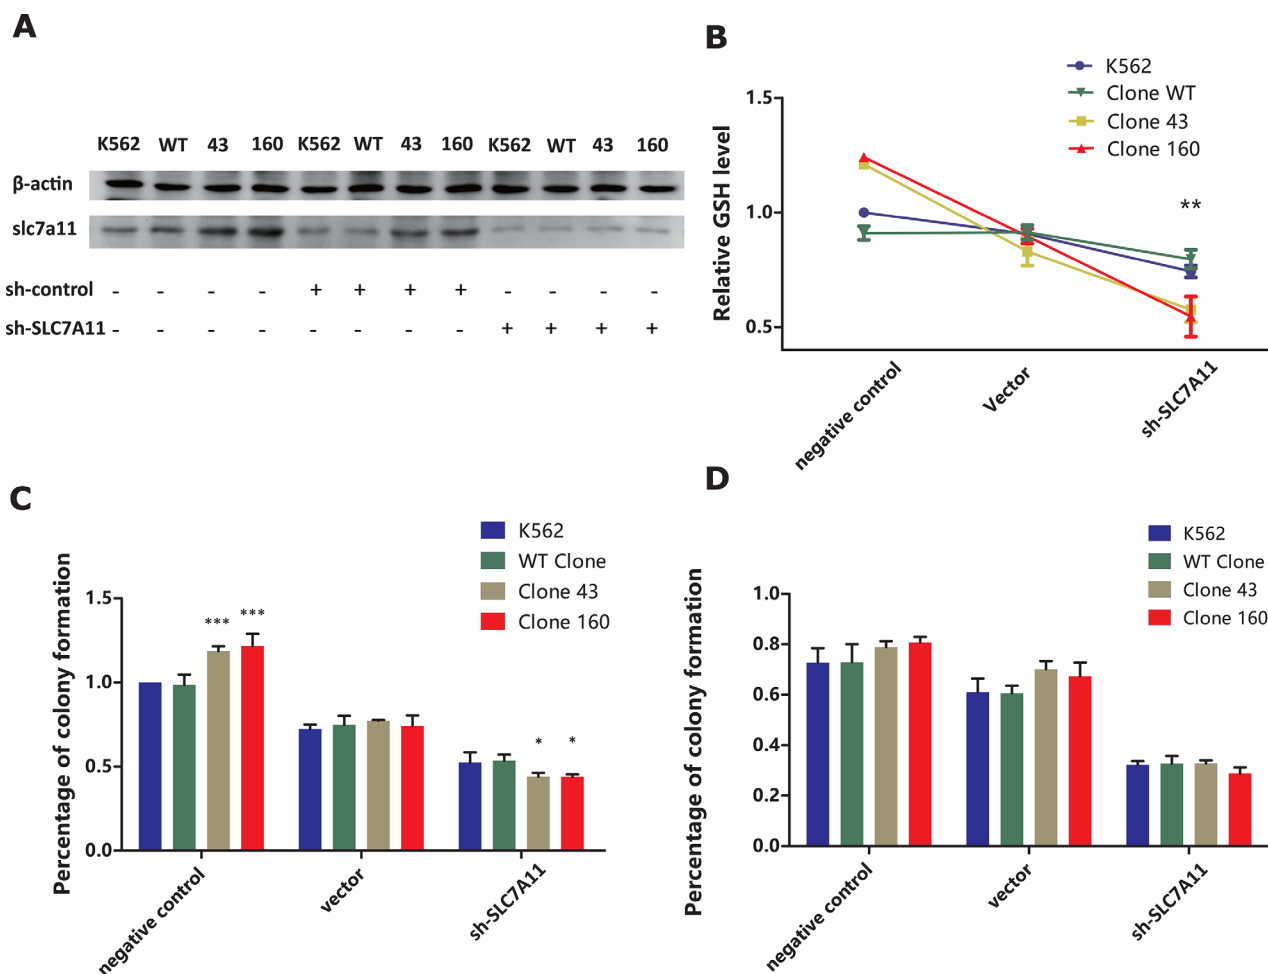 A
K562 WT 43 160 K562 WT 43 160 K562 WT 43 160
β-actin
slc7a11
sh-control - - - - + + + + - - - -
sh-SLC7A11 - - - - - - - - + + + +
B
K562
Clone WT
Clone 43
Clone 160
Relative GSH level
1.5
1.0
0.5
**
negative control
Vector
sh-SLC7A11
C
K562
WT Clone
Clone 43
Clone 160
Percentage of colony formation
1.5
1.0
0.5
0.0
*** ***
* *
negative control
vector
sh-SLC7A11
D
K562
WT Clone
Clone 43
Clone 160
Percentage of colony formation
1.0
0.8
0.6
0.4
0.2
0.0
negative control
vector
sh-SLC7A11